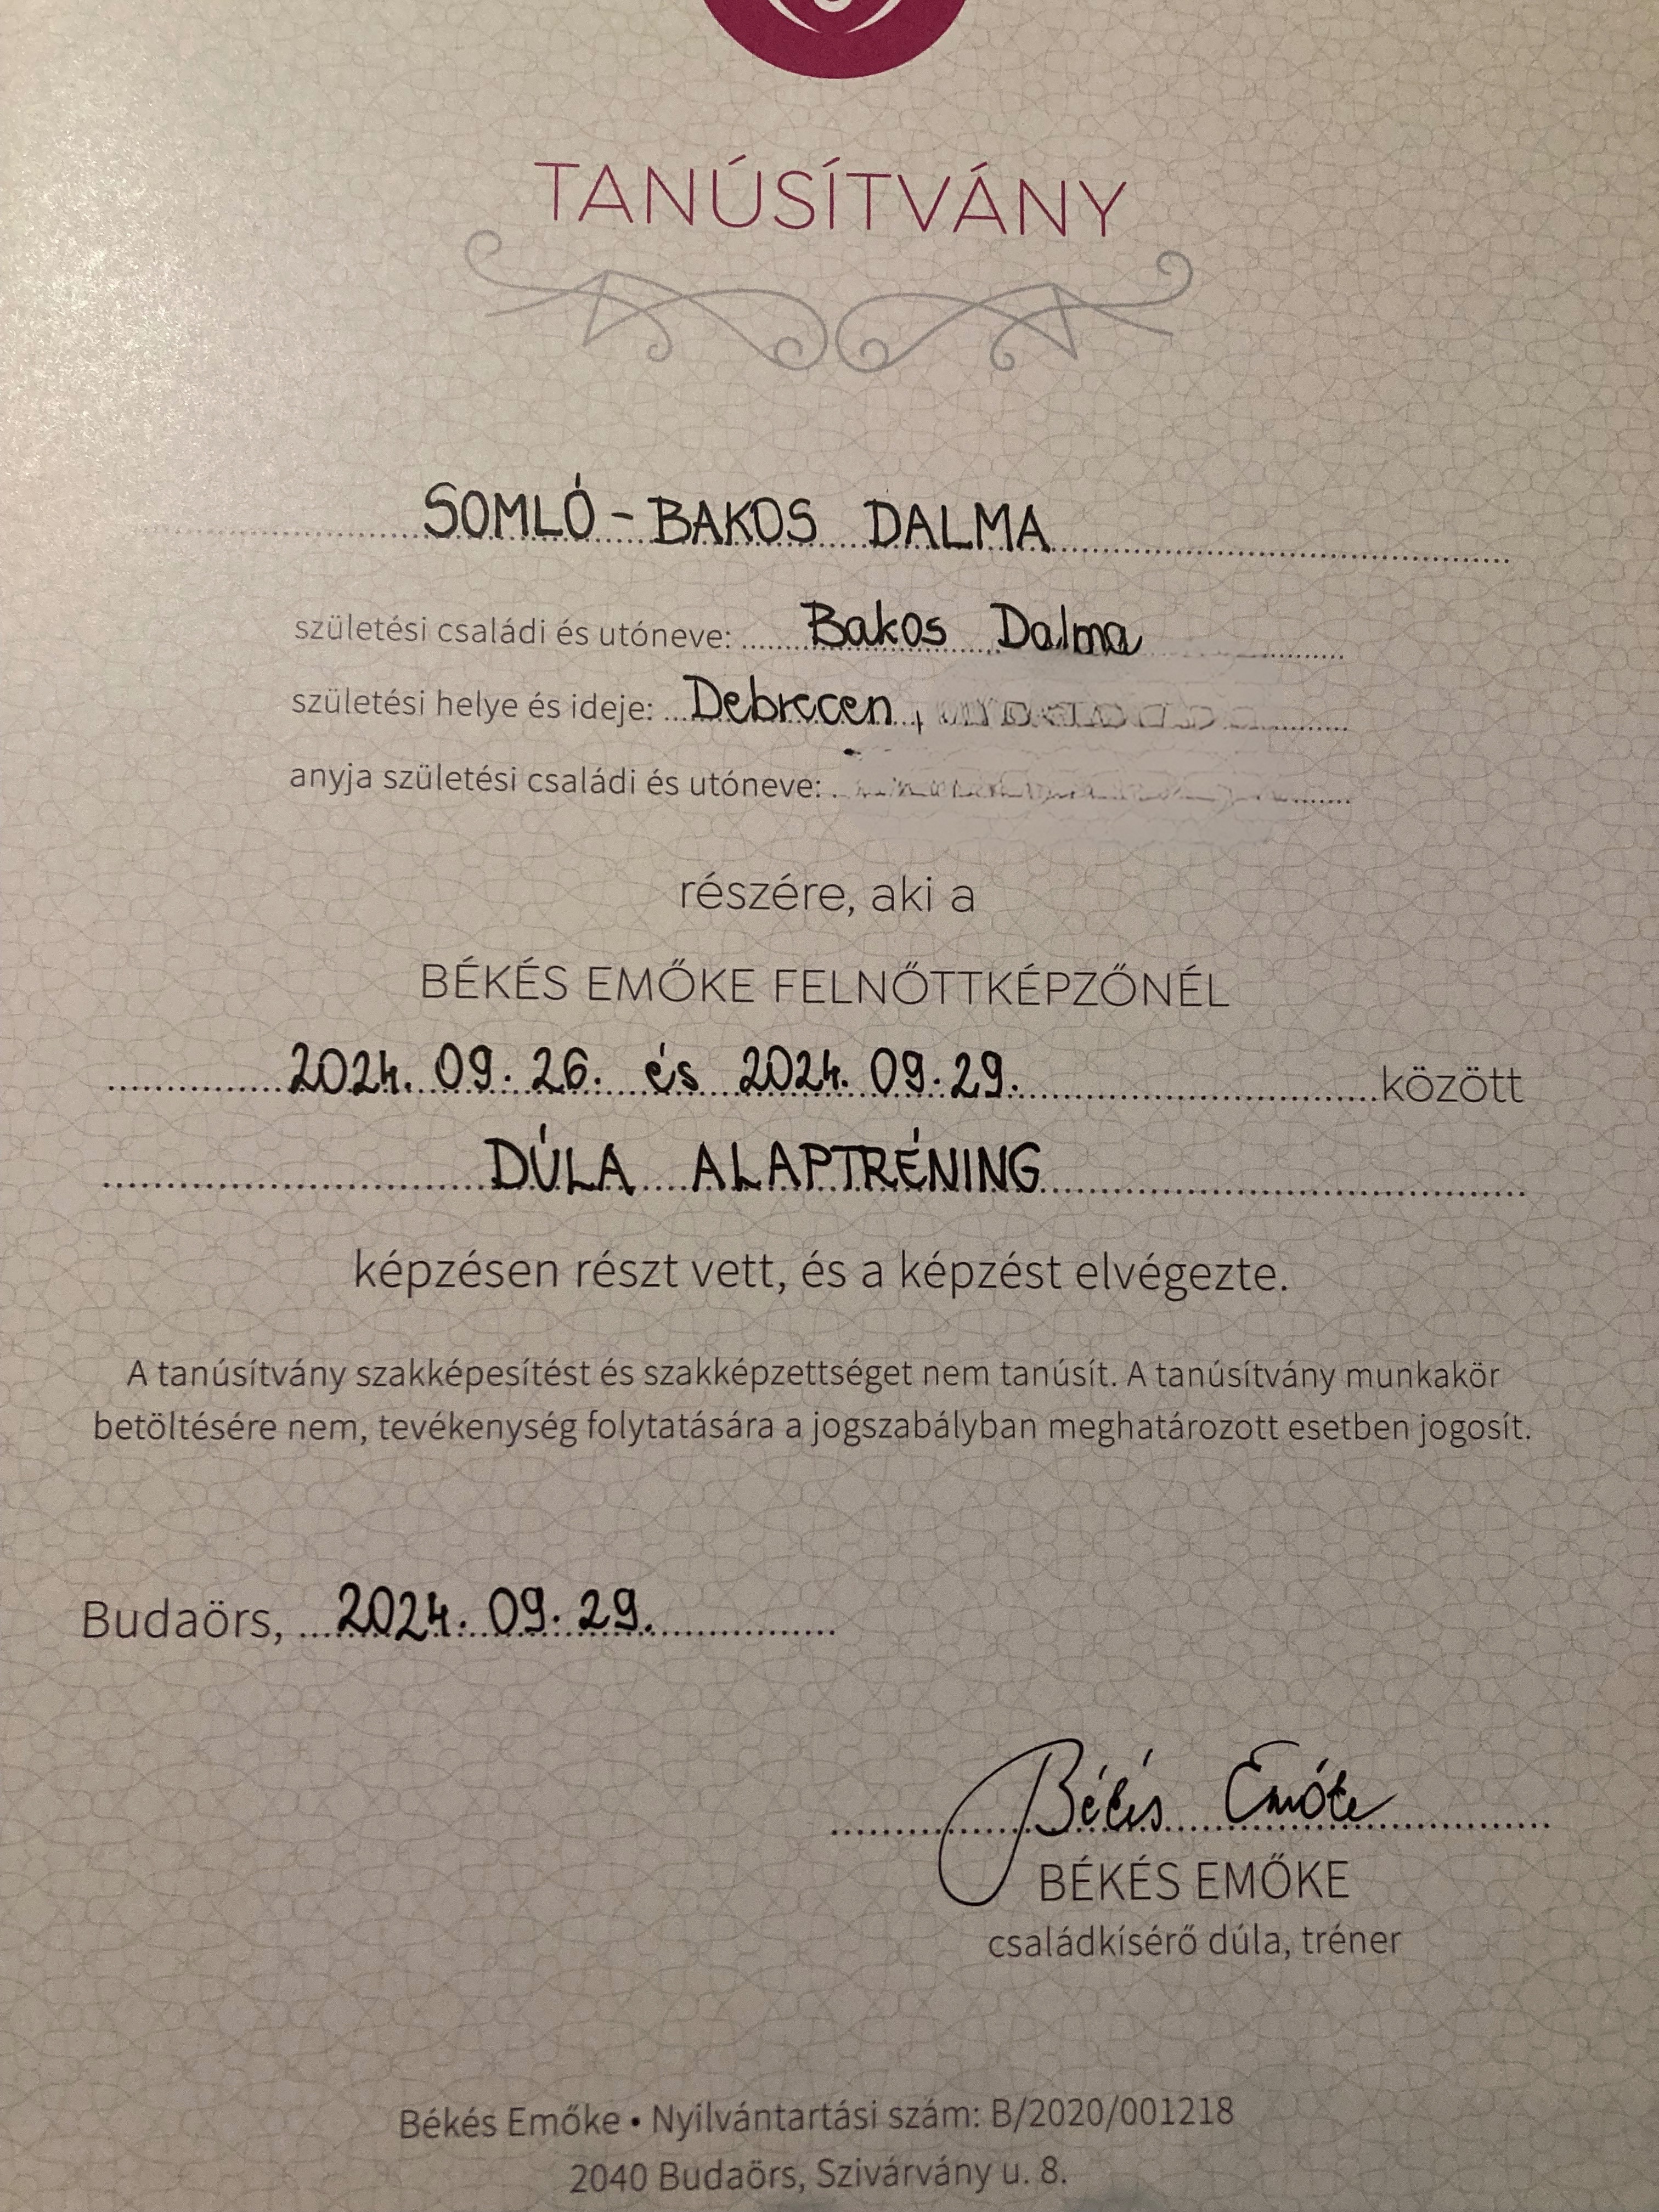 TANÚSÍTVÁNY
SOMLÓ-BAKOS DALMA
születési családi és utóneve: Bakos Dalma
születési helye és ideje: Debrecen,
anyja születési családi és utóneve:
részére, aki a
BÉKÉS EMŐKE FELNŐTTKÉPZŐNÉL
2024. 09. 26. és 2024. 09. 29. között
DÚLA ALAPTRÉNING
képzésen részt vett, és a képzést elvégezte.
A tanúsítvány szakképesítést és szakképzettséget nem tanúsít. A tanúsítvány munkakör
betöltésére nem, tevékenység folytatására a jogszabályban meghatározott esetben jogosít.
Budaörs, 2024. 09. 29.
Békés Emőke
BÉKÉS EMŐKE
családkísérő dúla, tréner
Békés Emőke • Nyilvántartási szám: B/2020/001218
2040 Budaörs, Szivárvány u. 8.